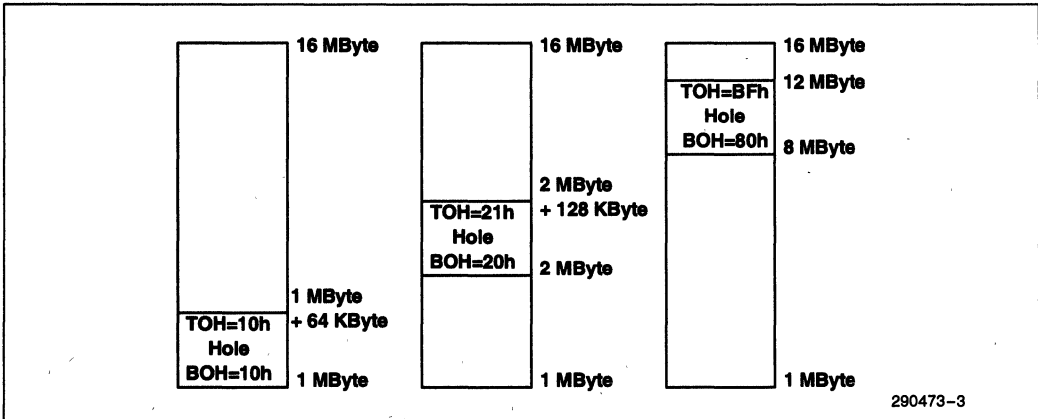 16 MByte
TOH=10h
Hole
BOH=10h
1 MByte
+ 64 KByte
1 MByte
16 MByte
TOH=21h
Hole
BOH=20h
2 MByte
+ 128 KByte
2 MByte
1 MByte
16 MByte
12 MByte
TOH=BFh
Hole
BOH=80h
8 MByte
1 MByte
290473-3